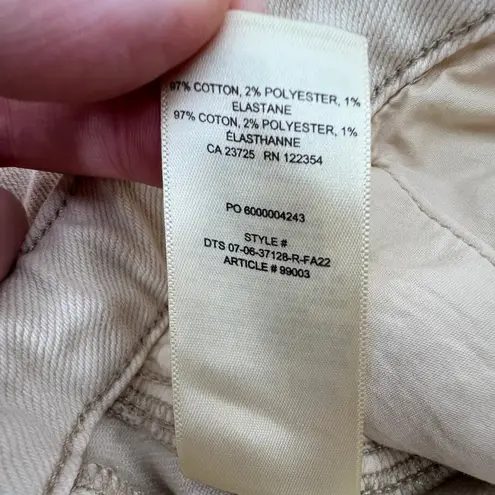 97% COTTON, 2% POLYESTER, 1%
ELASTANE
97% COTON, 2% POLYESTER, 1%
ÉLASTHANNE
CA 23725 RN 122354
PO 6000004243
STYLE #
DTS 07-06-37128-R-FA22
ARTICLE # 99003